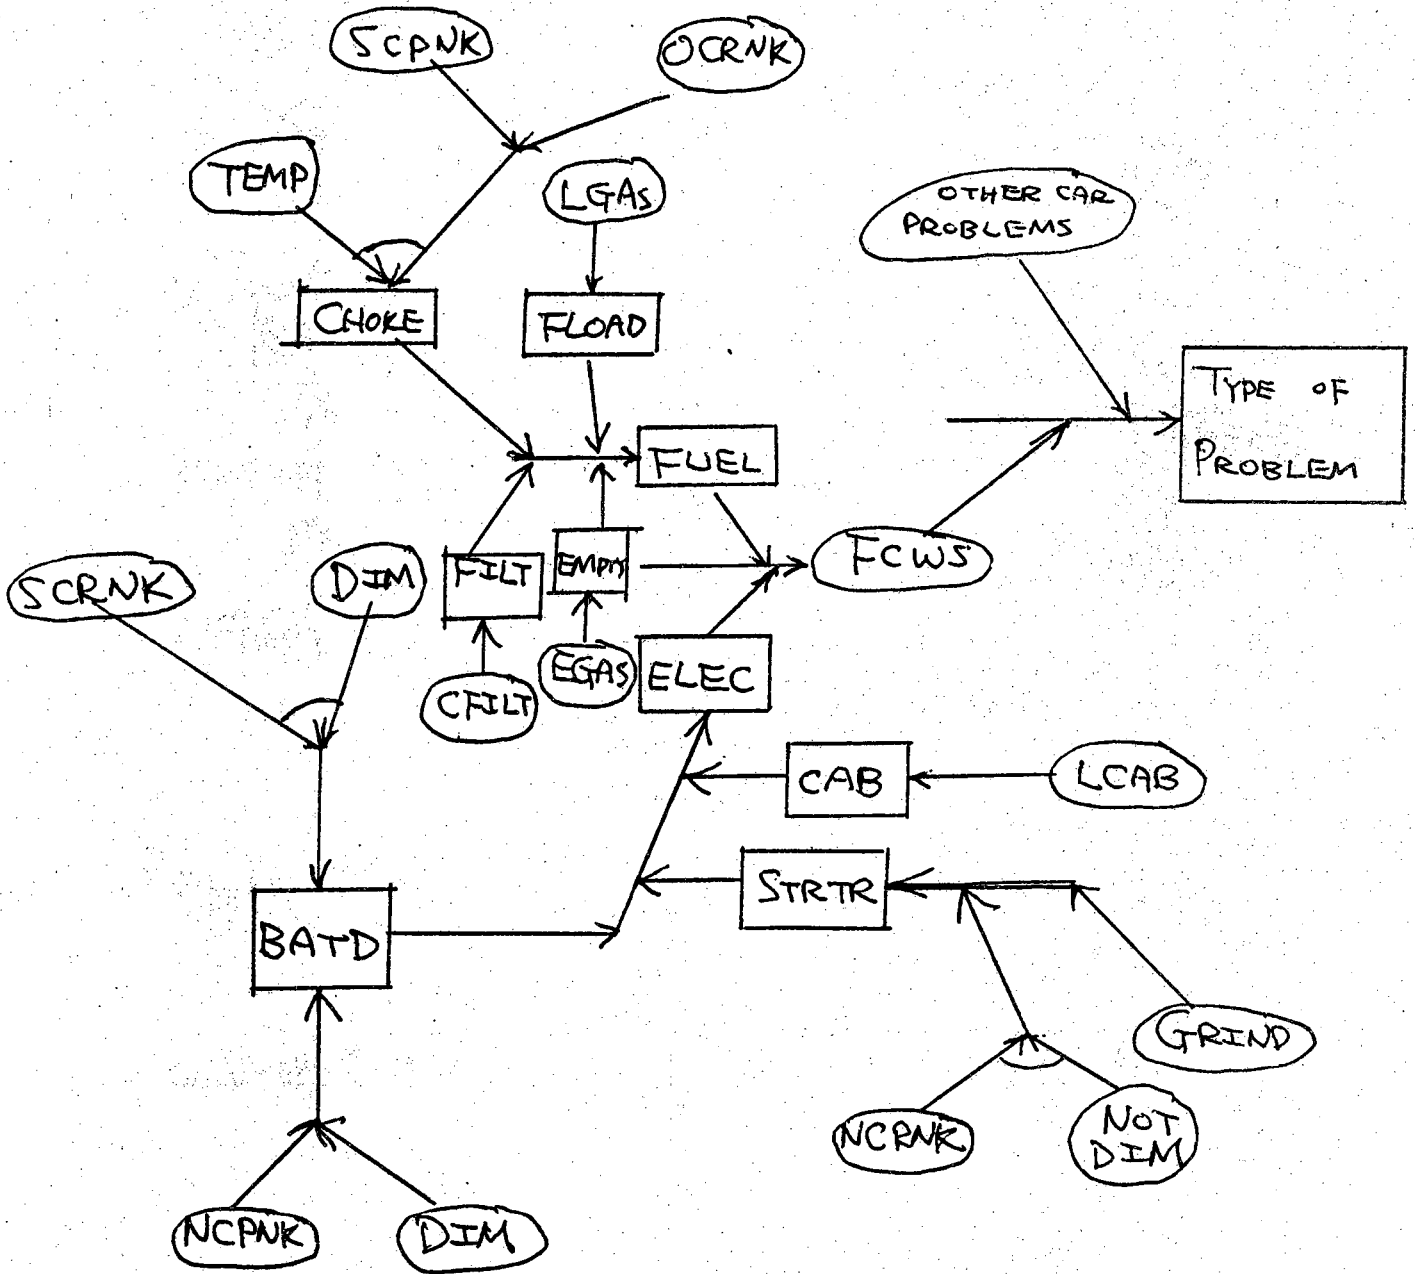 SCPNK
OCRNK
TEMP
LGAS
OTHER CAR
PROBLEMS
CHOKE
FLOAD
TYPE OF
PROBLEM
FUEL
SCRNK
DIM
FILT
EMPTY
FCWS
CFILT
EGAS
ELEC
CAB
LCAB
STRTR
BATD
GRIND
NCRNK
NOT
DIM
NCPNK
DIM